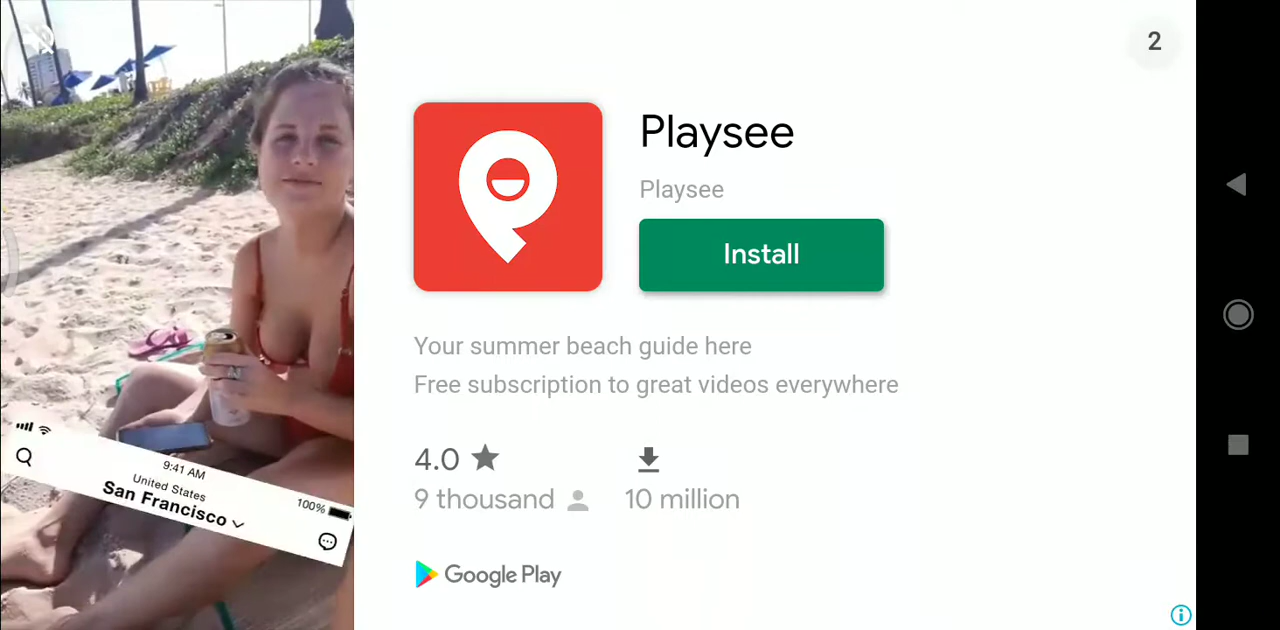 2
Playsee
Playsee
Install
Your summer beach guide here
Free subscription to great videos everywhere
4.0
9 thousand
10 million
Google Play
9:41 AM
United States
San Francisco
100%